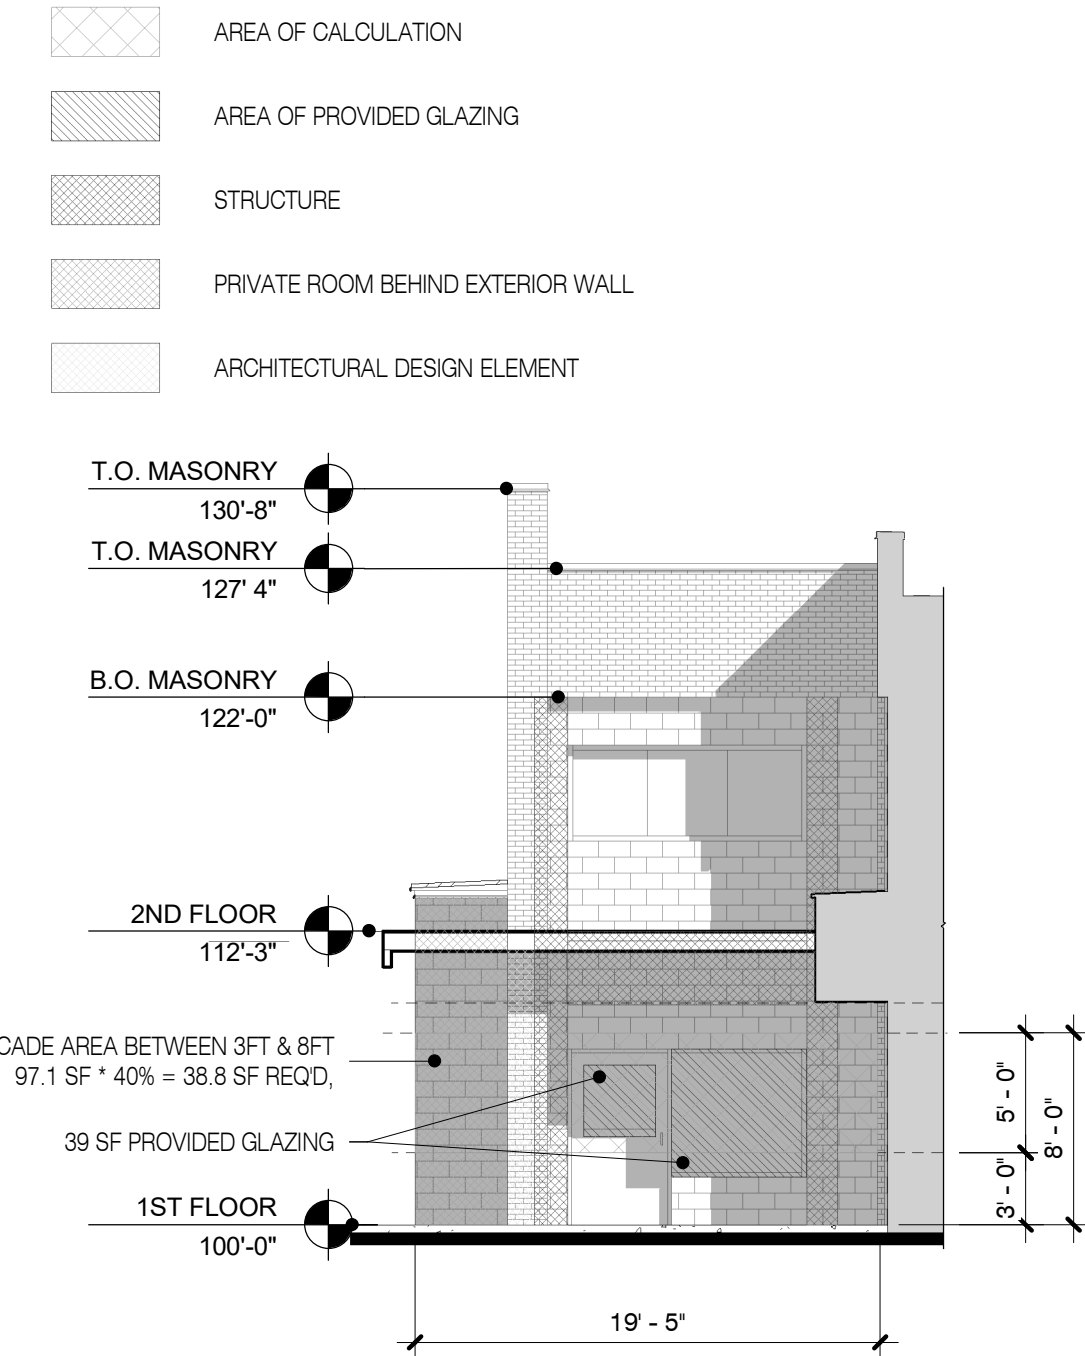 AREA OF CALCULATION
AREA OF PROVIDED GLAZING
STRUCTURE
PRIVATE ROOM BEHIND EXTERIOR WALL
ARCHITECTURAL DESIGN ELEMENT
T.O. MASONRY
130'-8"
T.O. MASONRY
127' 4"
B.O. MASONRY
122'-0"
2ND FLOOR
112'-3"
CADE AREA BETWEEN 3FT & 8FT
97.1 SF * 40% = 38.8 SF REQ'D,
39 SF PROVIDED GLAZING
1ST FLOOR
100'-0"
5' - 0"
3' - 0"
8' - 0"
19' - 5"